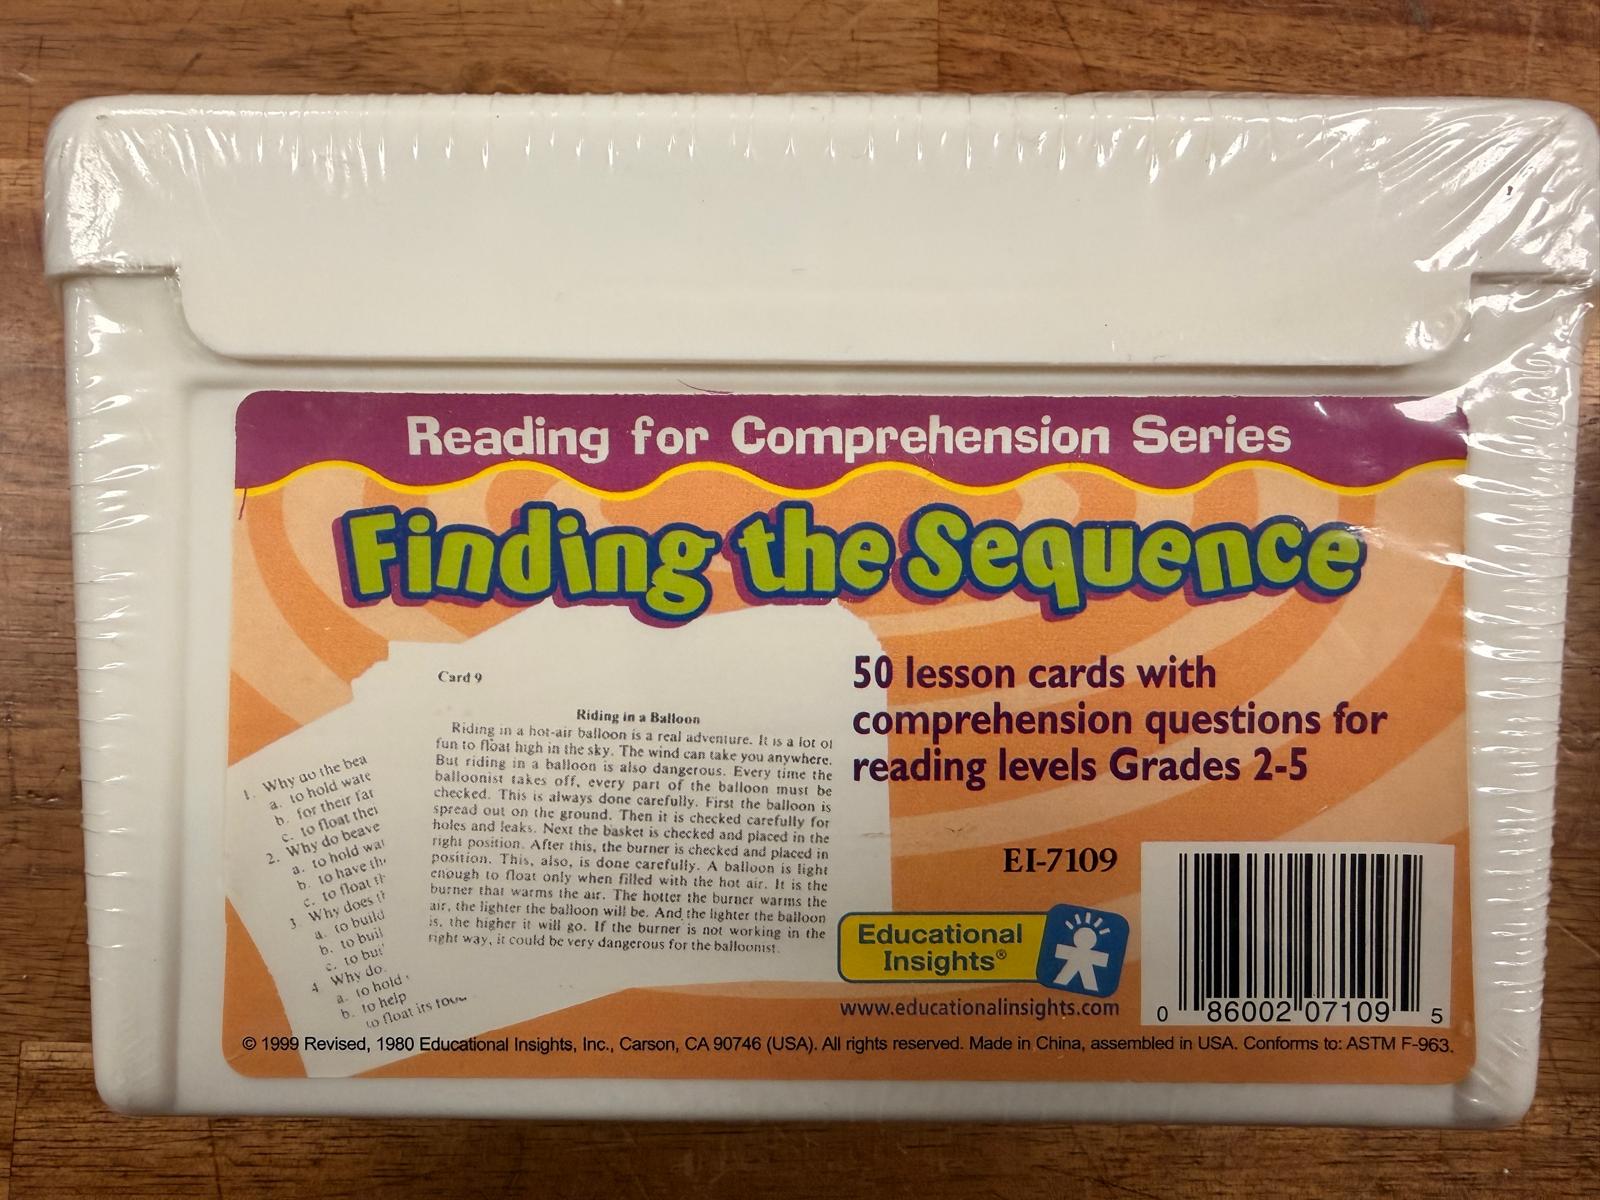 Reading for Comprehension Series
Finding the Sequence
Card 9
Riding in a Balloon
Riding in a hot-air balloon is a real adventure. It is a lot of
fun to float high in the sky. The wind can take you anywhere.
But riding in a balloon is also dangerous. Every time the
balloonist takes off, every part of the balloon must be
checked. This is always done carefully. First the balloon is
spread out on the ground. Then it is checked carefully for
holes and leaks. Next the basket is checked and placed in the
right position. After this, the burner is checked and placed in
position. This, also, is done carefully. A balloon is light
enough to float only when filled with the hot air. It is the
burner that warms the air. The hotter the burner warms the
air, the lighter the balloon will be. And the lighter the balloon
is, the higher it will go. If the burner is not working in the
right way, it could be very dangerous for the balloonist.
1. Why do the bea
a. to hold wate
b. for their far
c. to float thei
2. Why do beave
a. to hold wat
b. to have the
c. to float th
3. Why does th
a. to build
b. to buil
c. to but
4. Why do
a. to hold
b. to help
to float its
50 lesson cards with
comprehension questions for
reading levels Grades 2-5
EI-7109
Educational
Insights®
www.educationalinsights.com
0 86002 07109 5
© 1999 Revised, 1980 Educational Insights, Inc., Carson, CA 90746 (USA). All rights reserved. Made in China, assembled in USA. Conforms to: ASTM F-963.